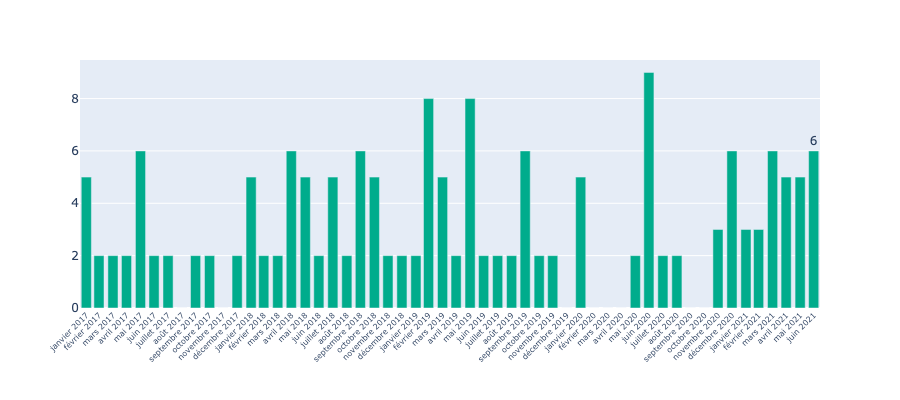 8
6
4
2
0
6
janvier 2017
février 2017
mars 2017
avril 2017
mai 2017
juin 2017
juillet 2017
août 2017
septembre 2017
octobre 2017
novembre 2017
décembre 2017
janvier 2018
février 2018
mars 2018
avril 2018
mai 2018
juin 2018
juillet 2018
août 2018
septembre 2018
octobre 2018
novembre 2018
décembre 2018
janvier 2019
février 2019
mars 2019
avril 2019
mai 2019
juin 2019
juillet 2019
août 2019
septembre 2019
octobre 2019
novembre 2019
décembre 2019
janvier 2020
février 2020
mars 2020
avril 2020
mai 2020
juin 2020
juillet 2020
août 2020
septembre 2020
octobre 2020
novembre 2020
décembre 2020
janvier 2021
février 2021
mars 2021
avril 2021
mai 2021
juin 2021